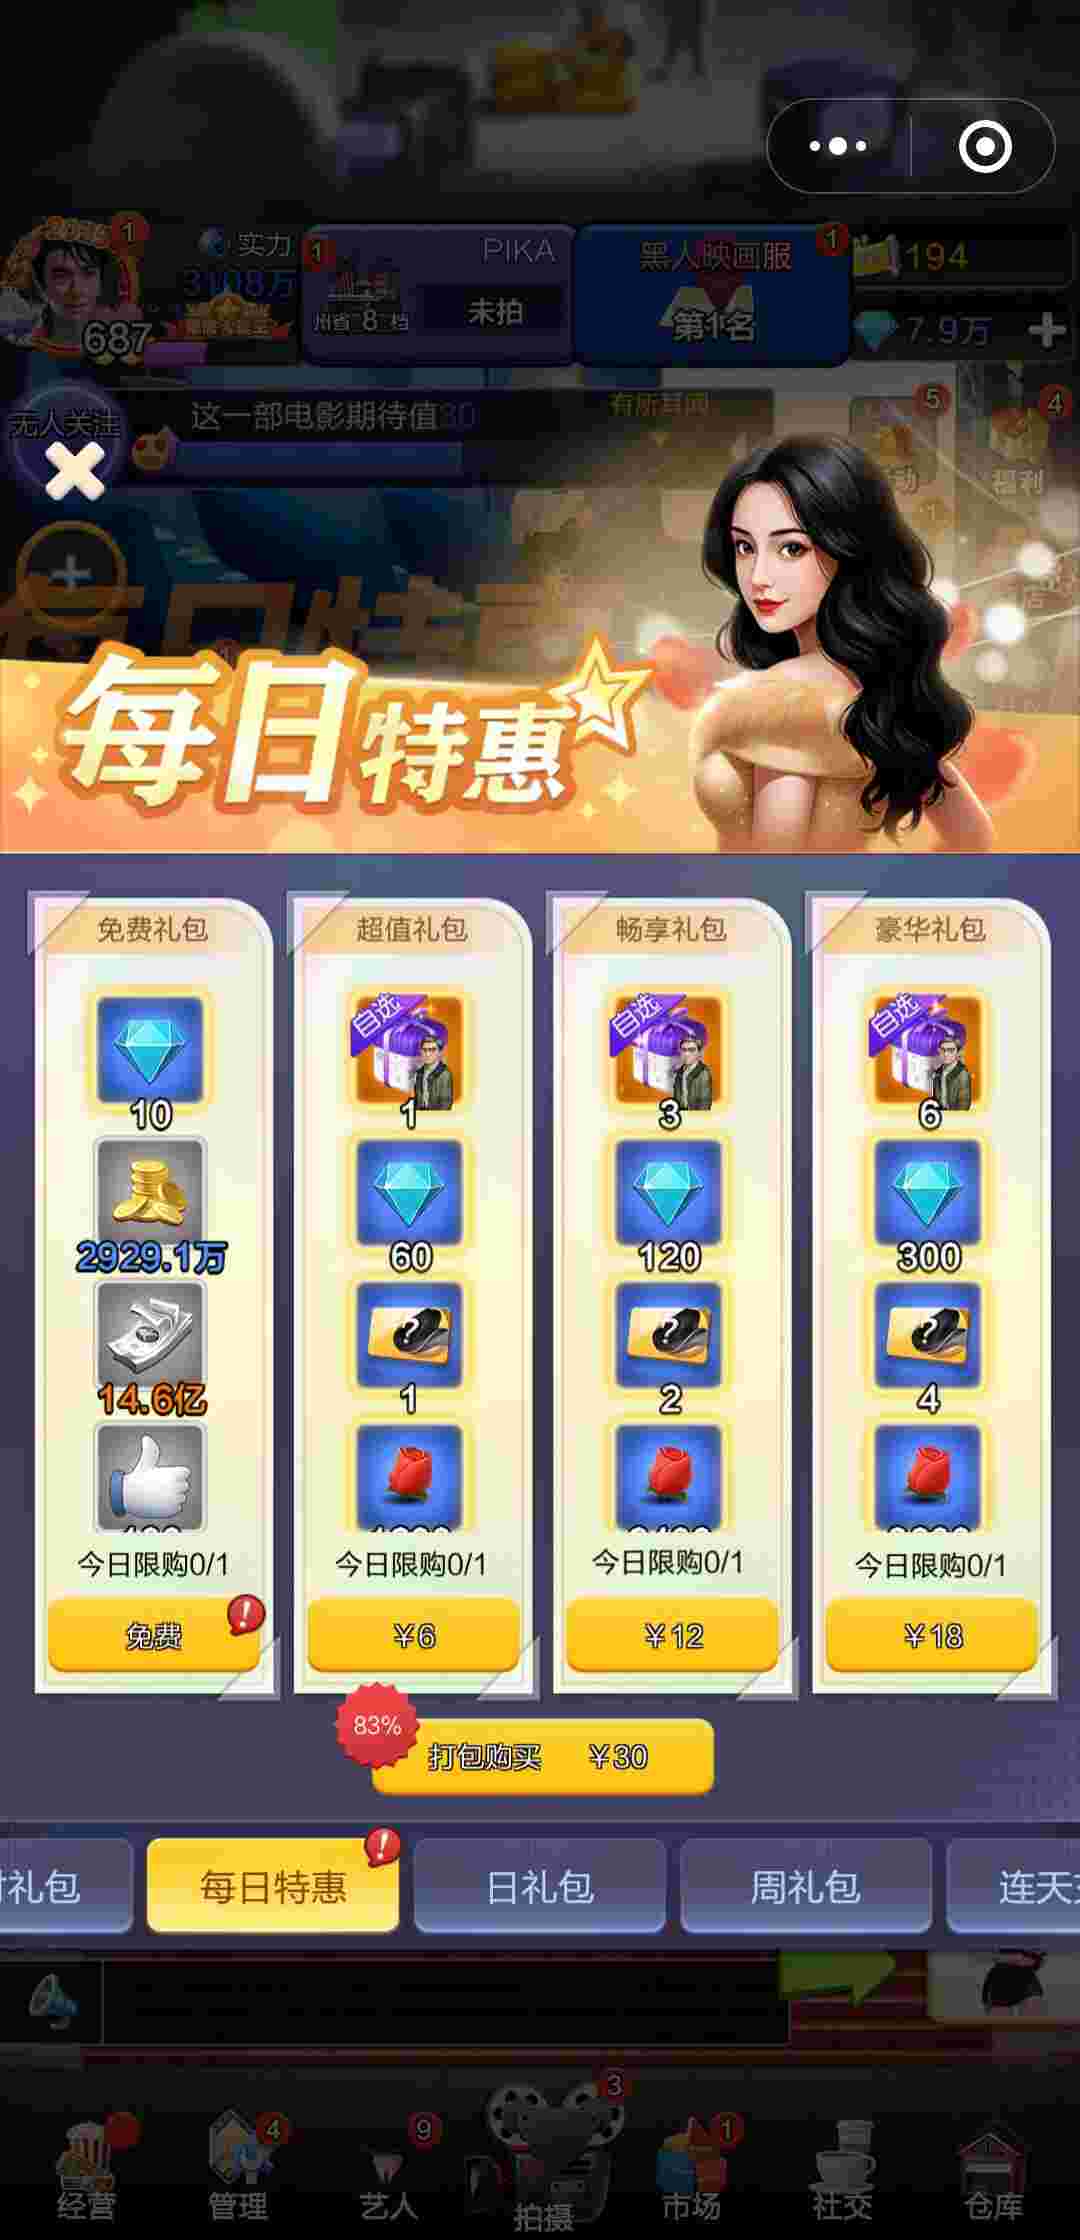 1
实力
3108万
687
1
PIKA
州省 8 档
未拍
黑人映画服
1
第1名
194
7.9万
无人关注
这一部电影期待值30
有所耳闻
5
4
福利
每日特惠
免费礼包
超值礼包
畅享礼包
豪华礼包
自选
自选
自选
10
1
3
6
2929.1万
60
120
300
14.6亿
1
2
4
今日限购0/1
今日限购0/1
今日限购0/1
今日限购0/1
免费
¥6
¥12
¥18
83%
打包购买 ¥30
礼包
每日特惠
日礼包
周礼包
连天
3
4
9
1
经营
管理
艺人
拍摄
市场
社交
仓库